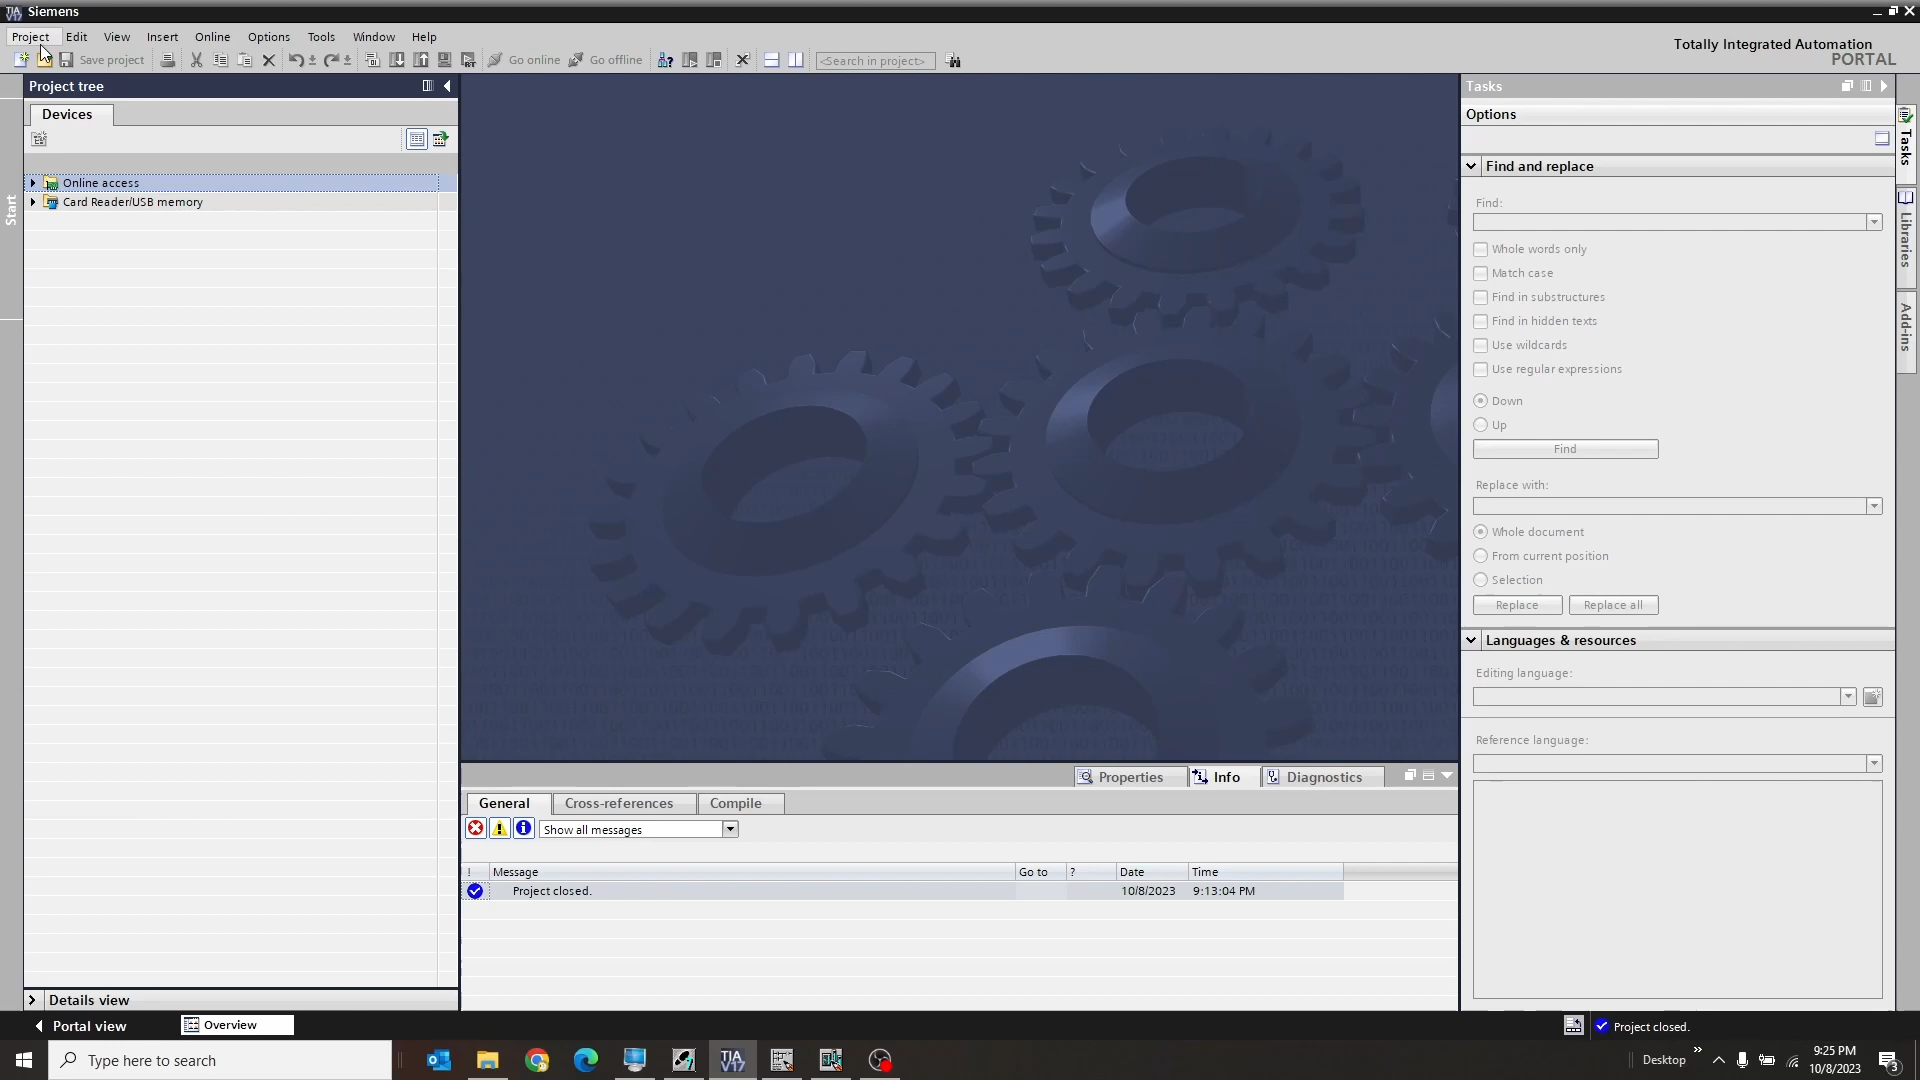 TIA V17 Siemens
Project Edit View Insert Online Options Tools Window Help
Save project Go online Go offline <Search in project>
Totally Integrated Automation
PORTAL
Project tree
Devices
Online access
Card Reader/USB memory
Start
Details view
Tasks
Options
Find and replace
Find:
Whole words only
Match case
Find in substructures
Find in hidden texts
Use wildcards
Use regular expressions
Down
Up
Find
Replace with:
Whole document
From current position
Selection
Replace Replace all
Languages & resources
Editing language:
Reference language:
Tasks
Libraries
Add-ins
Properties Info Diagnostics
General Cross-references Compile
Show all messages
! Message Go to ? Date Time
Project closed. 10/8/2023 9:13:04 PM
Portal view Overview
Project closed.
Type here to search
TIA V17
Desktop
9:25 PM
10/8/2023
3